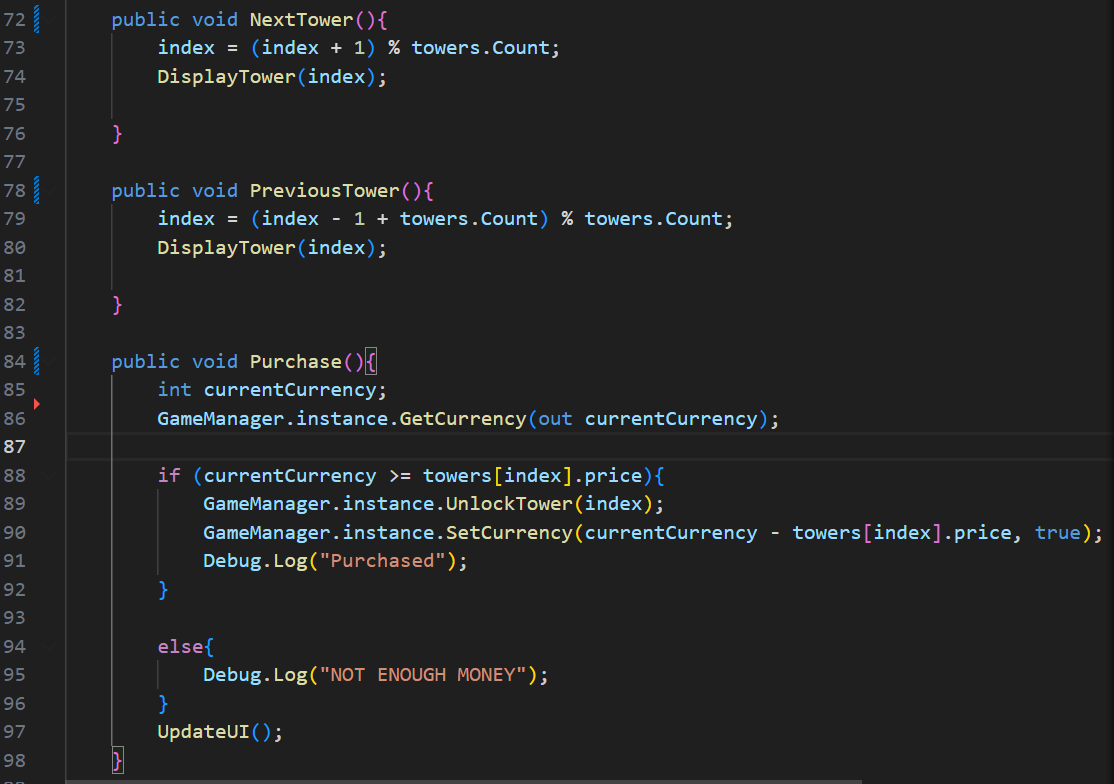 72 public void NextTower(){
73 index = (index + 1) % towers.Count;
74 DisplayTower(index);
75
76 }
77
78 public void PreviousTower(){
79 index = (index - 1 + towers.Count) % towers.Count;
80 DisplayTower(index);
81
82 }
83
84 public void Purchase(){
85 int currentCurrency;
86 GameManager.instance.GetCurrency(out currentCurrency);
87
88 if (currentCurrency >= towers[index].price){
89 GameManager.instance.UnlockTower(index);
90 GameManager.instance.SetCurrency(currentCurrency - towers[index].price, true);
91 Debug.Log("Purchased");
92 }
93
94 else{
95 Debug.Log("NOT ENOUGH MONEY");
96 }
97 UpdateUI();
98 }